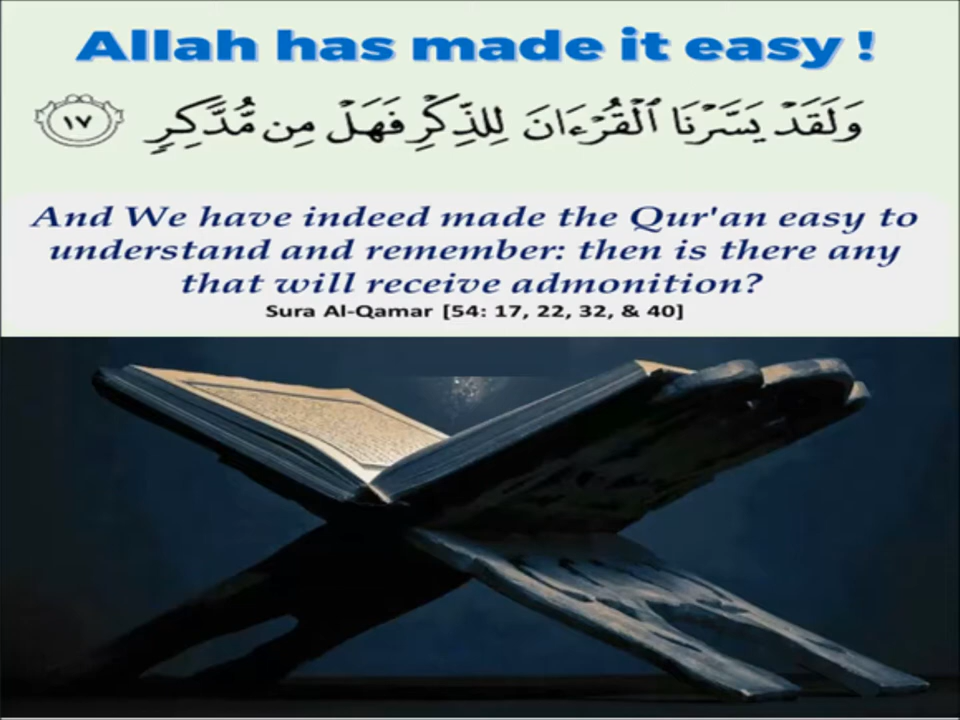 Allah has made it easy !
وَلَقَدْ يَسَّرْنَا ٱلْقُرْءَانَ لِلذِّكْرِ فَهَلْ مِن مُّدَّكِرٍ ١٧
And We have indeed made the Qur'an easy to
understand and remember: then is there any
that will receive admonition?
Sura Al-Qamar [54: 17, 22, 32, & 40]